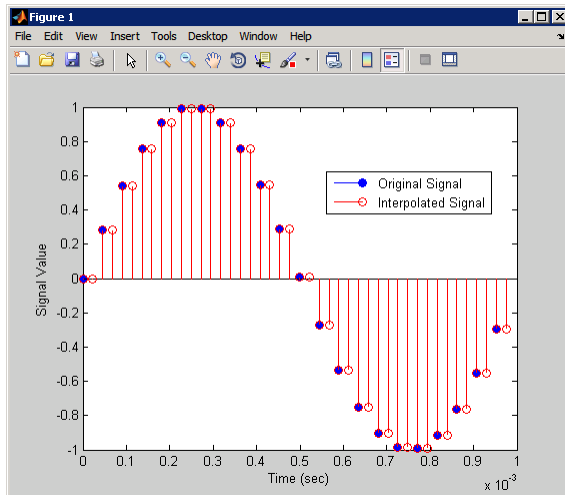 Figure 1
File Edit View Insert Tools Desktop Window Help
1
0.8
0.6
0.4
0.2
0
-0.2
-0.4
-0.6
-0.8
-1
Signal Value
Original Signal
Interpolated Signal
0 0.1 0.2 0.3 0.4 0.5 0.6 0.7 0.8 0.9 1
Time (sec)
x 10⁻³